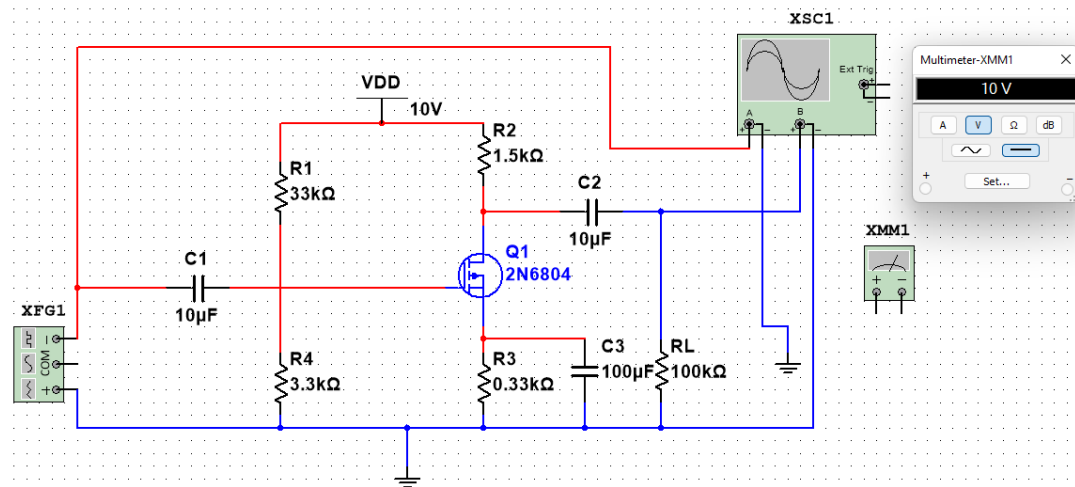 XSC1
Ext Trig
+
−
A
B
+
−
+
−
Multimeter-XMM1
×
10 V
A
V
Ω
dB
+
−
Set...
VDD
10V
R2
1.5kΩ
R1
33kΩ
C2
10µF
Q1
2N6804
XMM1
+
−
C1
10µF
XFG1
−
COM
+
R4
3.3kΩ
R3
0.33kΩ
C3
100µF
RL
100kΩ